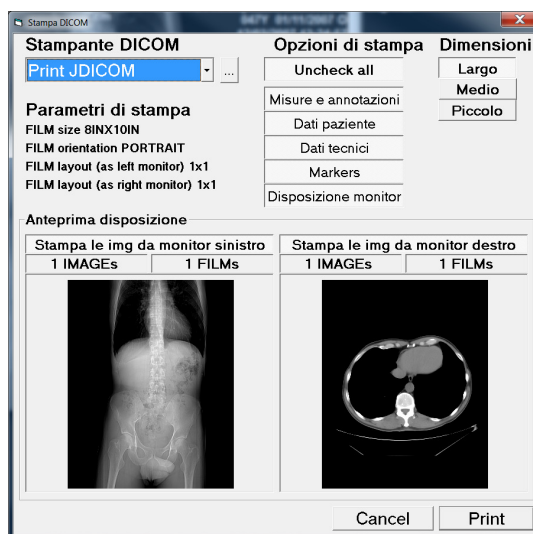 Stampa DICOM
Stampante DICOM
Print JDICOM
...
Parametri di stampa
FILM size 8INX10IN
FILM orientation PORTRAIT
FILM layout (as left monitor) 1x1
FILM layout (as right monitor) 1x1
Opzioni di stampa
Uncheck all
Misure e annotazioni
Dati paziente
Dati tecnici
Markers
Disposizione monitor
Dimensioni
Largo
Medio
Piccolo
Anteprima disposizione
Stampa le img da monitor sinistro
1 IMAGEs 1 FILMs
Stampa le img da monitor destro
1 IMAGEs 1 FILMs
Cancel Print